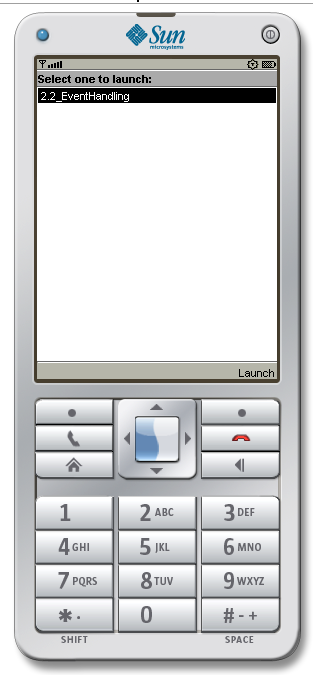 Sun
microsystems
Select one to launch:
2.2_EventHandling
Launch
1
2 ABC
3 DEF
4 GHI
5 JKL
6 MNO
7 PQRS
8 TUV
9 WXYZ
* .
0
# - +
SHIFT
SPACE